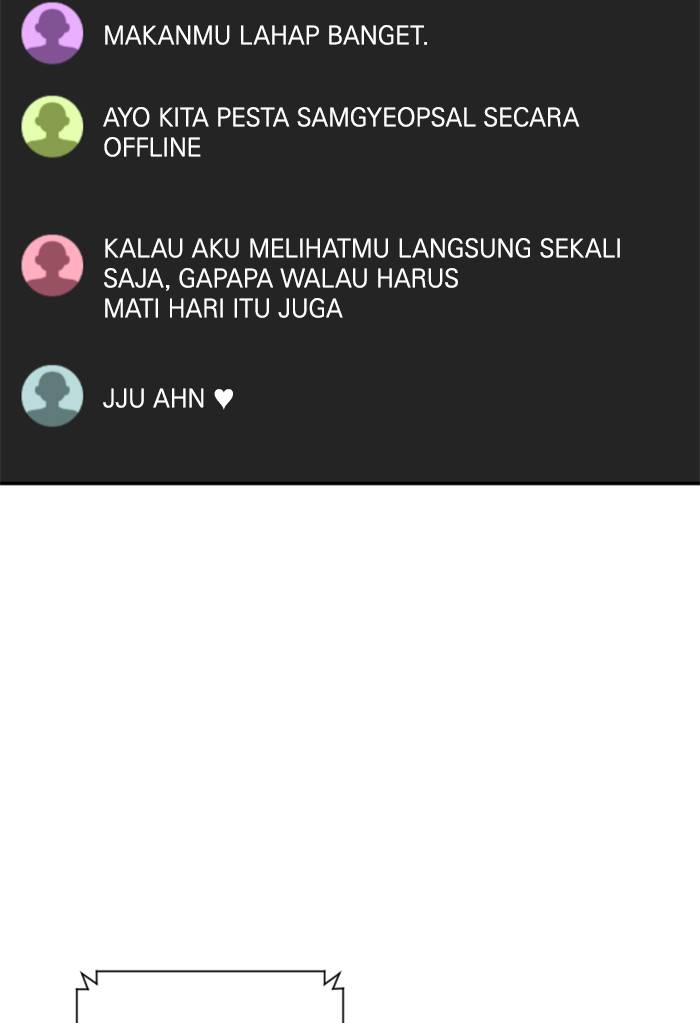 MAKANMU LAHAP BANGET.
AYO KITA PESTA SAMGYEOPSAL SECARA
OFFLINE
KALAU AKU MELIHATMU LANGSUNG SEKALI
SAJA, GAPAPA WALAU HARUS
MATI HARI ITU JUGA
JJU AHN ♥